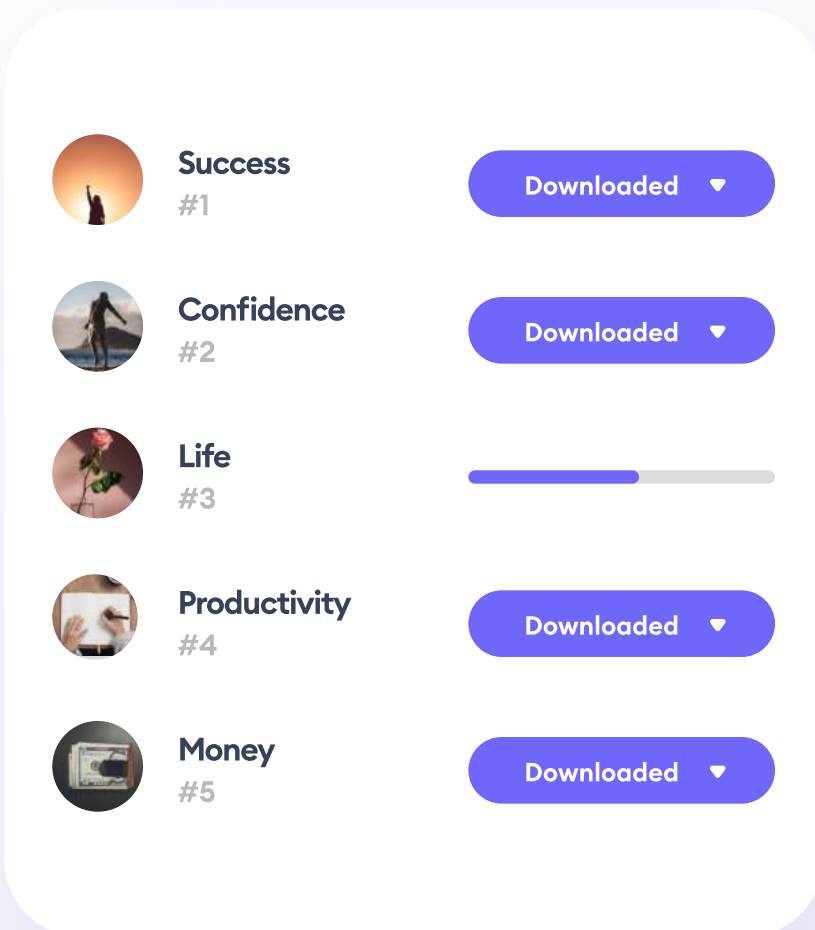 Success
#1
Downloaded
Confidence
#2
Downloaded
Life
#3
Productivity
#4
Downloaded
Money
#5
Downloaded